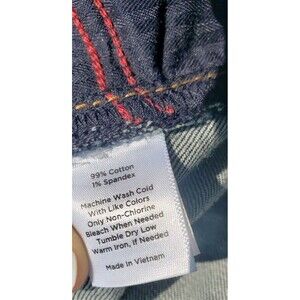 99% Cotton
1% Spandex
Machine Wash Cold
With Like Colors
Only Non-Chlorine
Bleach When Needed
Tumble Dry Low
Warm Iron, if Needed
Made in Vietnam